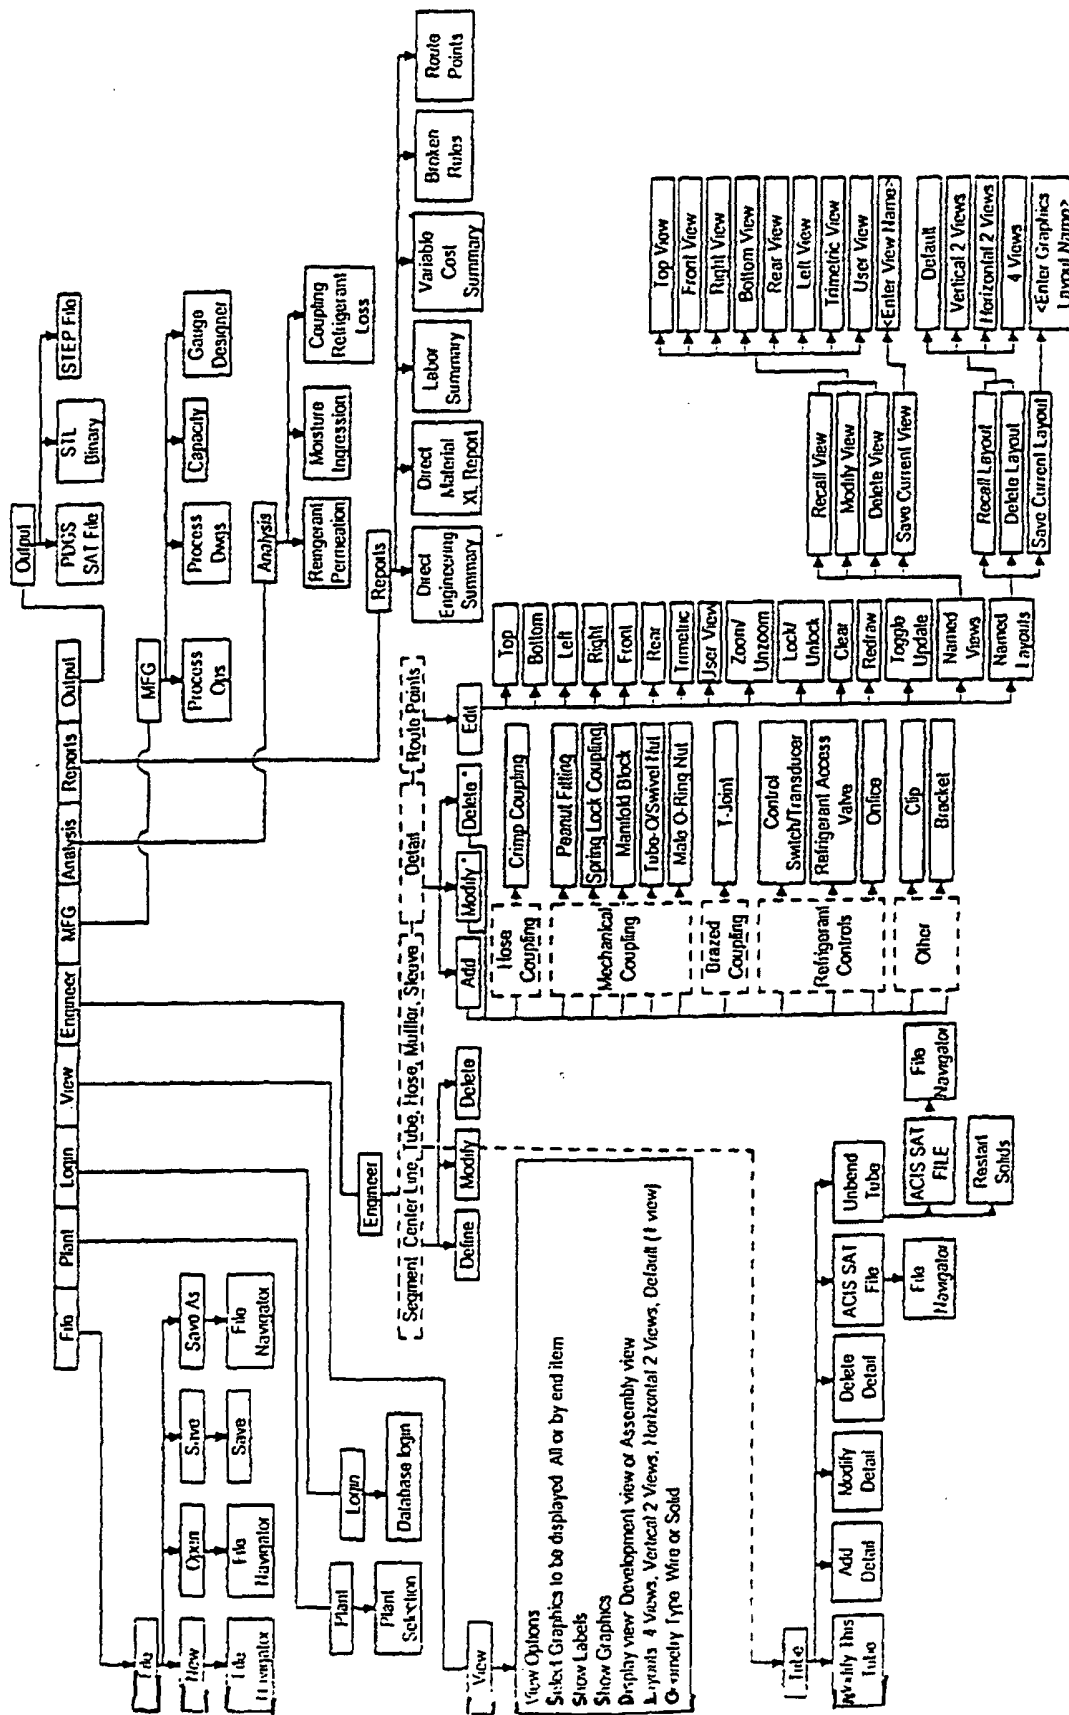 File
Plant
Login
View
Engineer
MFG
Analysis
Reports
Output
File
New
Open
Save
Save As
File
Navigator
File
Navigator
Save
File
Navigator
Plant
Plant
Selection
Login
Database login
View
View Options
Select Graphics to be displayed All or by end item
Show Labels
Show Graphics
Display view Development view or Assembly view
Layouts 4 Views, Vertical 2 Views, Horizontal 2 Views, Default (1 view)
Geometry Type Wire or Solid
Engineer
Segment Center Line
Tube, Hose, Muffler, Sleeve
Detail
Route Points
Define
Modify
Delete
Add
Modify*
Delete*
Edit
Tube
Modify This
Tube
Add
Detail
Modify
Detail
Delete
Detail
ACIS SAT
File
Unbend
Tube
File
Navigator
ACIS SAT
FILE
Restart
Solids
File
Navigator
Hose
Coupling
Mechanical
Coupling
Brazed
Coupling
Refrigerant
Controls
Other
Crimp Coupling
Peanut Fitting
Spring Lock Coupling
Manifold Block
Tube-O/Swivel Nut
Make O-Ring Nut
T-Joint
Control
Switch/Transducer
Refrigerant Access
Valve
Orifice
Clip
Bracket
Top
Bottom
Left
Right
Front
Rear
Trimetric
User View
Zoom/
Unzoom
Lock/
Unlock
Clear
Redraw
Toggle
Update
Named
Views
Named
Layouts
Recall View
Modify View
Delete View
Save Current View
Recall Layout
Delete Layout
Save Current Layout
Top View
Front View
Right View
Bottom View
Rear View
Left View
Trimetric View
User View
<Enter View Name>
Default
Vertical 2 Views
Horizontal 2 Views
4 Views
<Enter Graphics
Layout Name>
MFG
Process
Ops
Process
Dwgs
Capacity
Gauge
Designer
Analysis
Refrigerant
Permeation
Moisture
Ingression
Coupling
Refrigerant
Loss
Reports
Direct
Engineering
Summary
Direct
Material
XL Report
Labor
Summary
Variable
Cost
Summary
Broken
Rules
Route
Points
Output
PDGS
SAT File
STL
Binary
STEP File